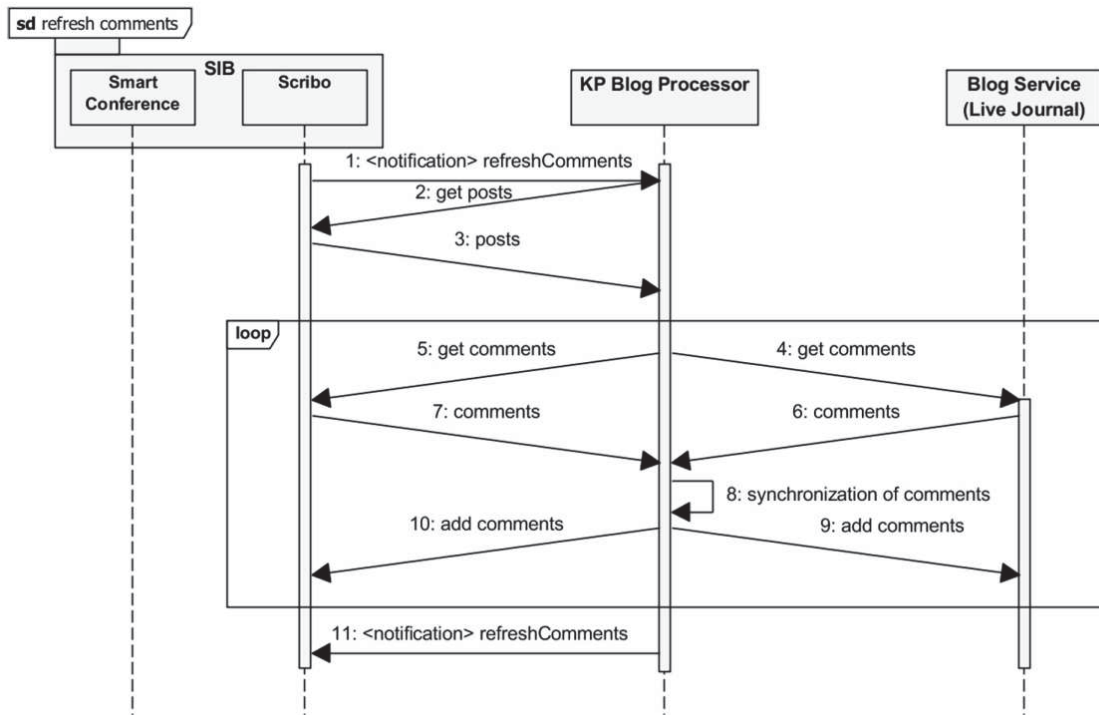 sd refresh comments
SIB
Smart
Conference
Scribo
KP Blog Processor
Blog Service
(Live Journal)
1: <notification> refreshComments
2: get posts
3: posts
loop
5: get comments
4: get comments
7: comments
6: comments
8: synchronization of comments
10: add comments
9: add comments
11: <notification> refreshComments